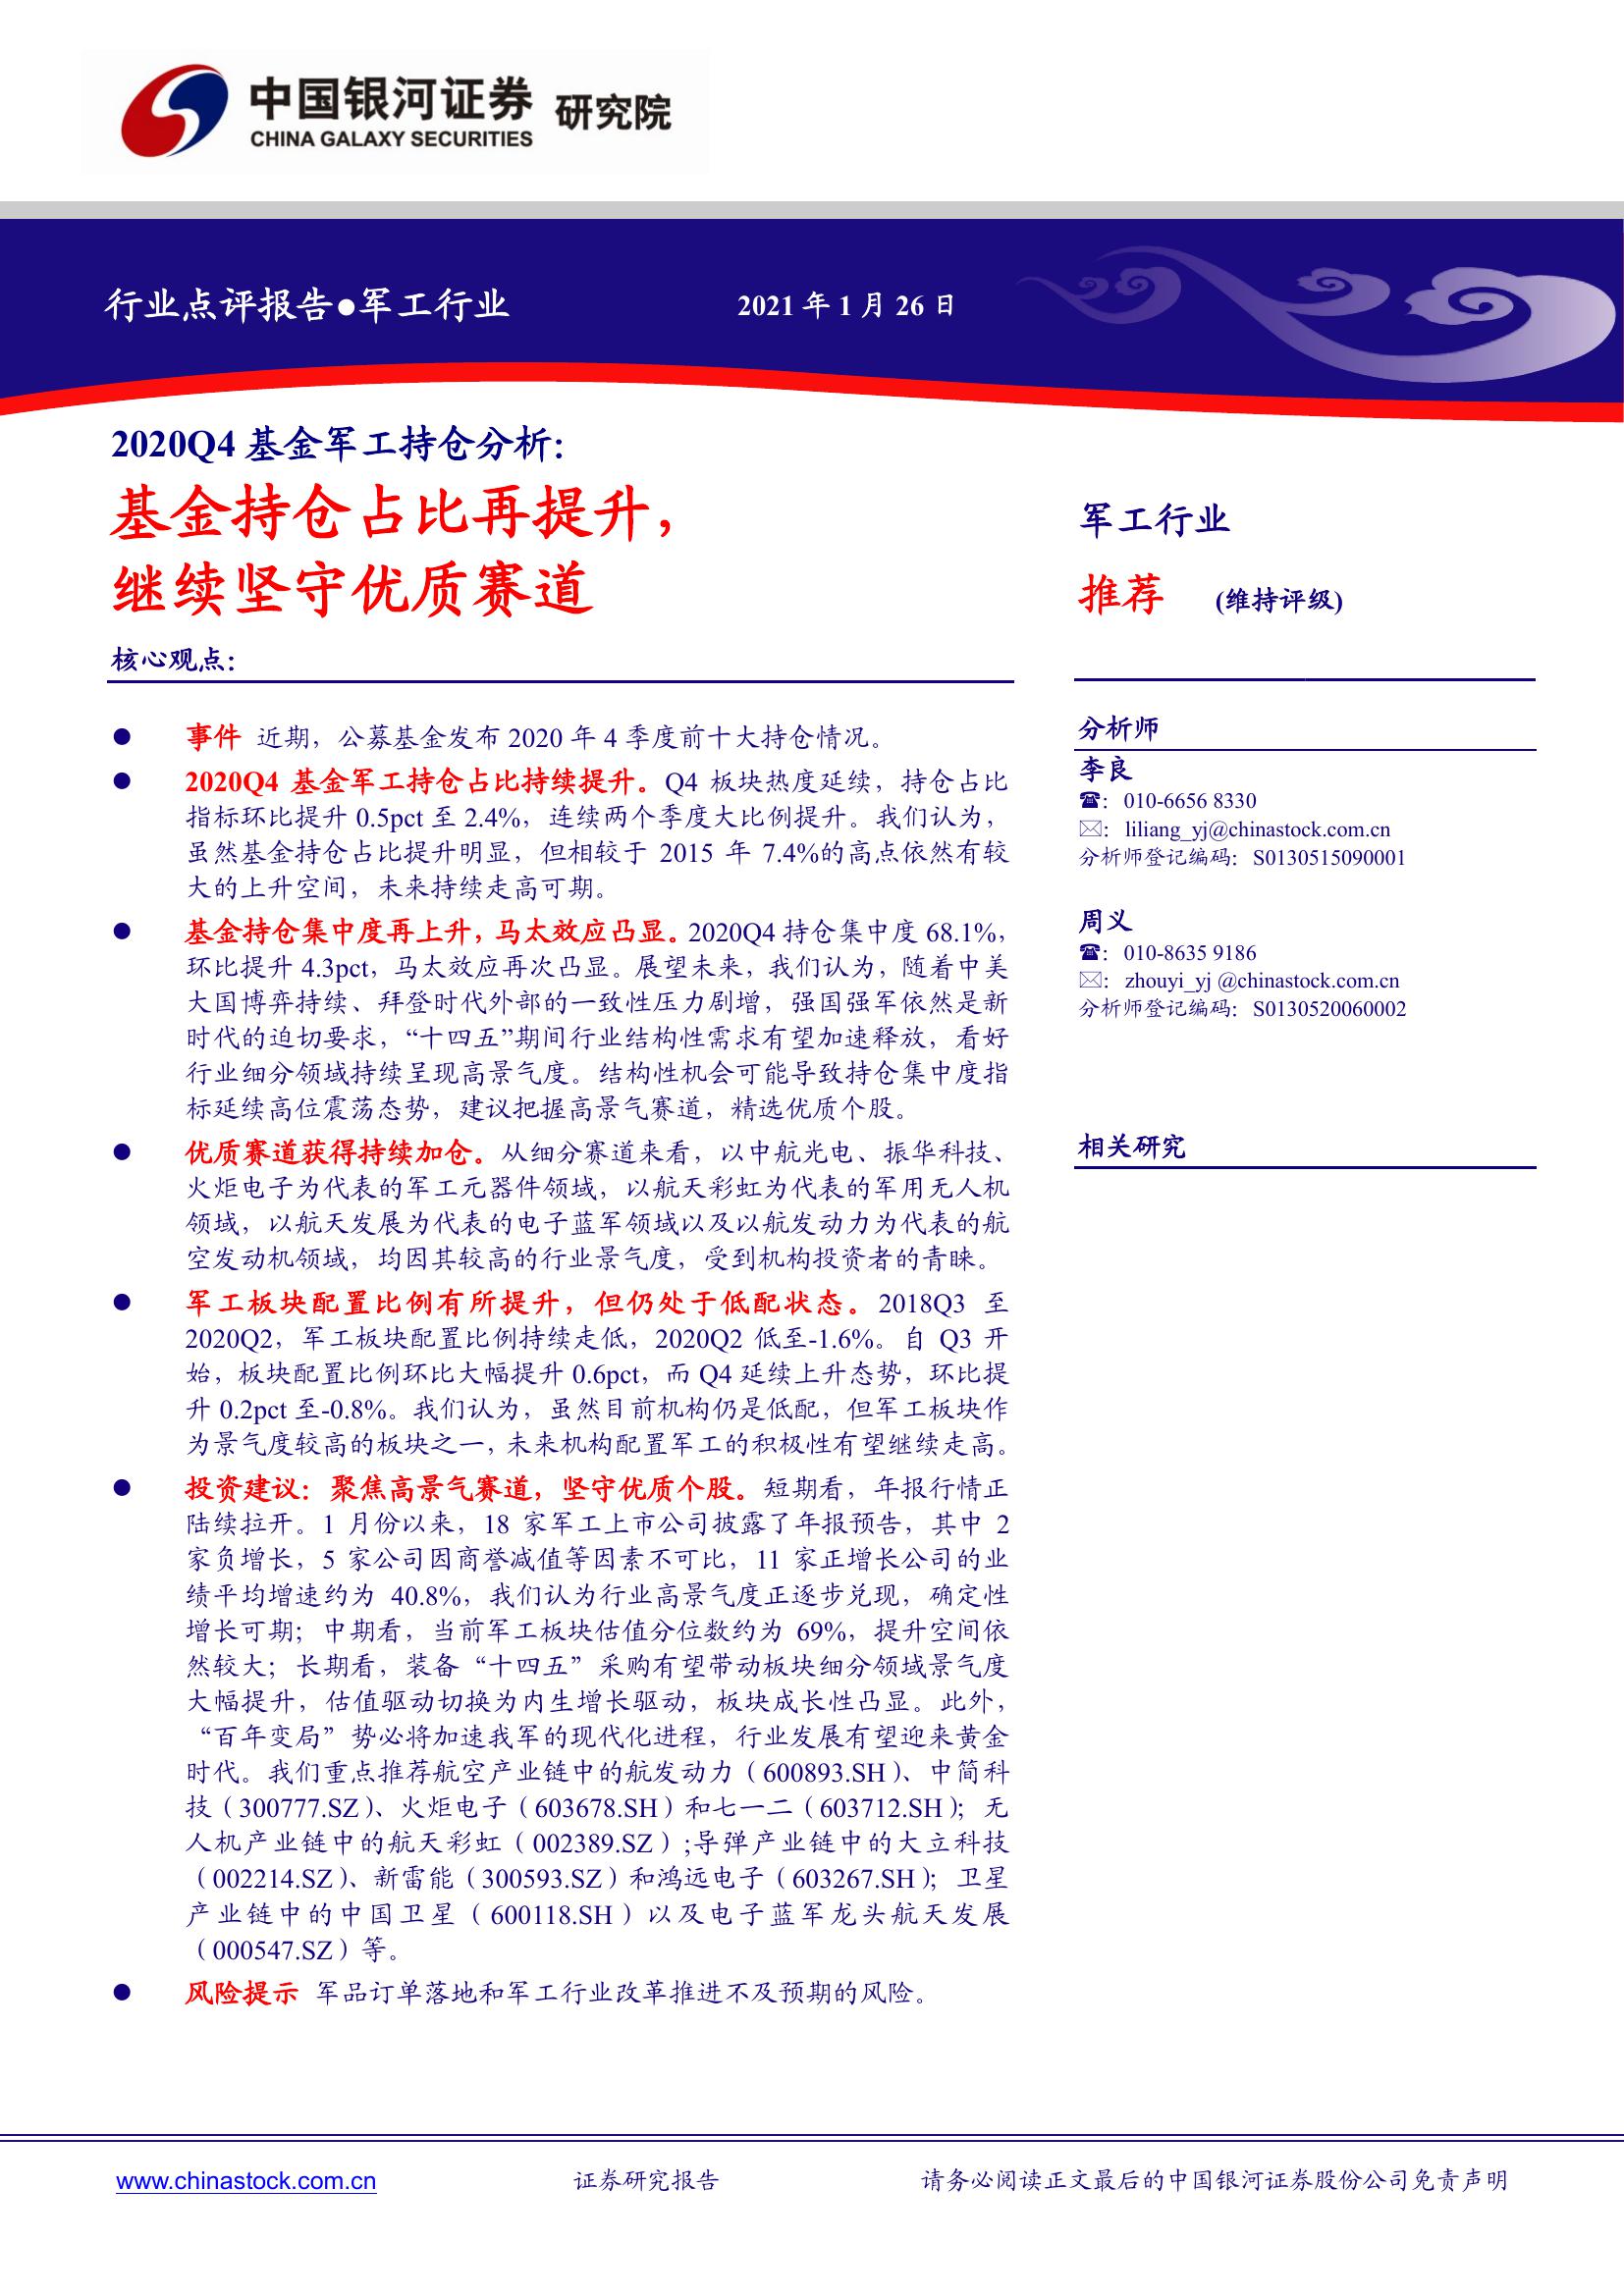 中国银河证券 研究院
CHINA GALAXY SECURITIES
行业点评报告●军工行业
2021 年 1 月 26 日
2020Q4 基金军工持仓分析：
基金持仓占比再提升，
继续坚守优质赛道
核心观点：
● 事件 近期，公募基金发布 2020 年 4 季度前十大持仓情况。
● 2020Q4 基金军工持仓占比持续提升。Q4 板块热度延续，持仓占比
指标环比提升 0.5pct 至 2.4%，连续两个季度大比例提升。我们认为，
虽然基金持仓占比提升明显，但相较于 2015 年 7.4%的高点依然有较
大的上升空间，未来持续走高可期。
● 基金持仓集中度再上升，马太效应凸显。2020Q4 持仓集中度 68.1%，
环比提升 4.3pct，马太效应再次凸显。展望未来，我们认为，随着中美
大国博弈持续、拜登时代外部的一致性压力剧增，强国强军依然是新
时代的迫切要求，“十四五”期间行业结构性需求有望加速释放，看好
行业细分领域持续呈现高景气度。结构性机会可能导致持仓集中度指
标延续高位震荡态势，建议把握高景气赛道，精选优质个股。
● 优质赛道获得持续加仓。从细分赛道来看，以中航光电、振华科技、
火炬电子为代表的军工元器件领域，以航天彩虹为代表的军用无人机
领域，以航天发展为代表的电子蓝军领域以及以航发动力为代表的航
空发动机领域，均因其较高的行业景气度，受到机构投资者的青睐。
● 军工板块配置比例有所提升，但仍处于低配状态。2018Q3 至
2020Q2，军工板块配置比例持续走低，2020Q2 低至-1.6%。自 Q3 开
始，板块配置比例环比大幅提升 0.6pct，而 Q4 延续上升态势，环比提
升 0.2pct 至-0.8%。我们认为，虽然目前机构仍是低配，但军工板块作
为景气度较高的板块之一，未来机构配置军工的积极性有望继续走高。
● 投资建议：聚焦高景气赛道，坚守优质个股。短期看，年报行情正
陆续拉开。1 月份以来，18 家军工上市公司披露了年报预告，其中 2
家负增长，5 家公司因商誉减值等因素不可比，11 家正增长公司的业
绩平均增速约为 40.8%，我们认为行业高景气度正逐步兑现，确定性
增长可期；中期看，当前军工板块估值分位数约为 69%，提升空间依
然较大；长期看，装备“十四五”采购有望带动板块细分领域景气度
大幅提升，估值驱动切换为内生增长驱动，板块成长性凸显。此外，
“百年变局”势必将加速我军的现代化进程，行业发展有望迎来黄金
时代。我们重点推荐航空产业链中的航发动力（600893.SH）、中简科
技（300777.SZ）、火炬电子（603678.SH）和七一二（603712.SH）；无
人机产业链中的航天彩虹（002389.SZ）;导弹产业链中的大立科技
（002214.SZ）、新雷能（300593.SZ）和鸿远电子（603267.SH）；卫星
产业链中的中国卫星（600118.SH）以及电子蓝军龙头航天发展
（000547.SZ）等。
● 风险提示 军品订单落地和军工行业改革推进不及预期的风险。
军工行业
推荐 (维持评级)
分析师
李良
☎：010-6656 8330
✉：liliang_yj@chinastock.com.cn
分析师登记编码：S0130515090001
周义
☎：010-8635 9186
✉：zhouyi_yj @chinastock.com.cn
分析师登记编码：S0130520060002
相关研究
www.chinastock.com.cn
证券研究报告
请务必阅读正文最后的中国银河证券股份公司免责声明